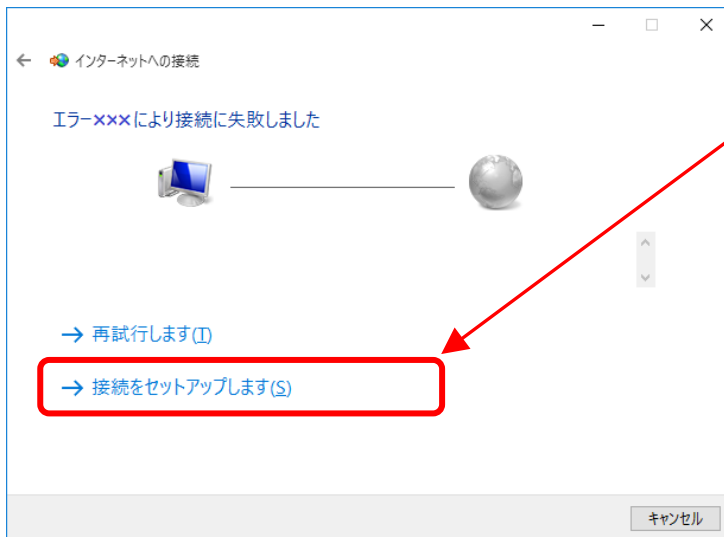 インターネットへの接続
エラー×××により接続に失敗しました
再試行します(T)
接続をセットアップします(S)
キャンセル